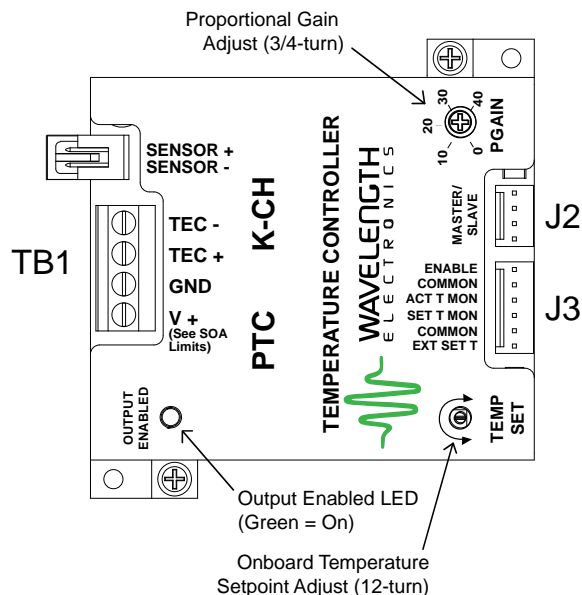 Proportional Gain
Adjust (3/4-turn)
10
20
30
40
0
PGAIN
SENSOR +
SENSOR -
TB1
TEC -
TEC +
GND
V +
(See SOA
Limits)
PTC K-CH
TEMPERATURE CONTROLLER
WAVELENGTH
ELECTRONICS
MASTER/
SLAVE
J2
ENABLE
COMMON
ACT T MON
SET T MON
COMMON
EXT SET T
J3
OUTPUT
ENABLED
TEMP
SET
Output Enabled LED
(Green = On)
Onboard Temperature
Setpoint Adjust (12-turn)